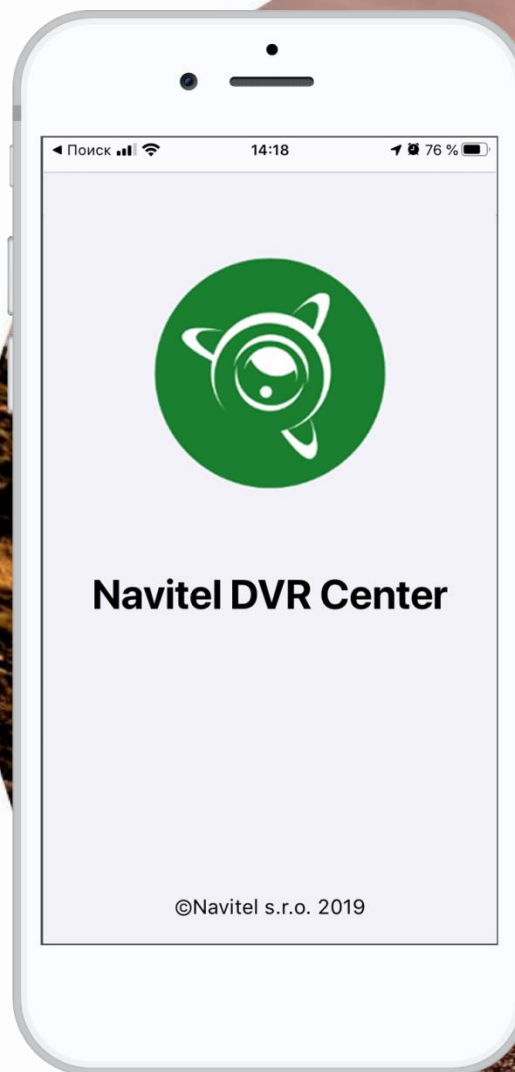 ◀ Поиск 14:18 76 %
Navitel DVR Center
©Navitel s.r.o. 2019